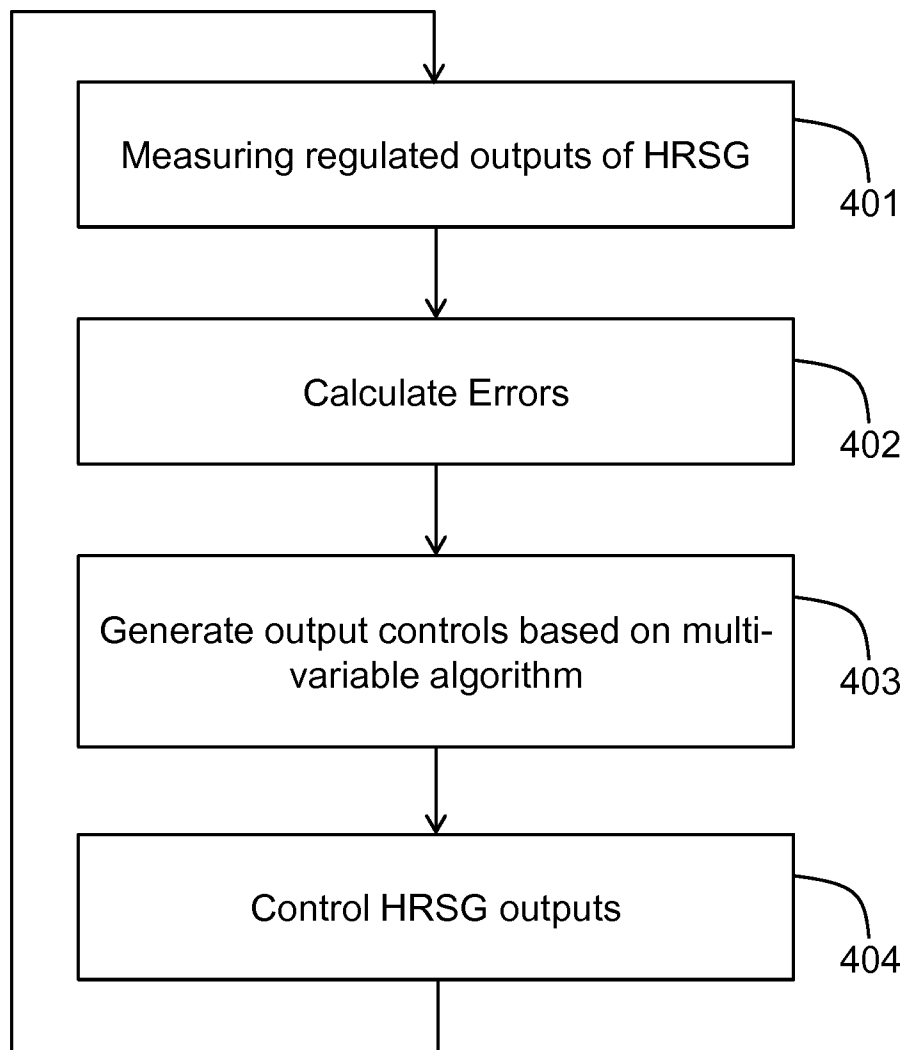 Measuring regulated outputs of HRSG
401
Calculate Errors
402
Generate output controls based on multi-
variable algorithm
403
Control HRSG outputs
404